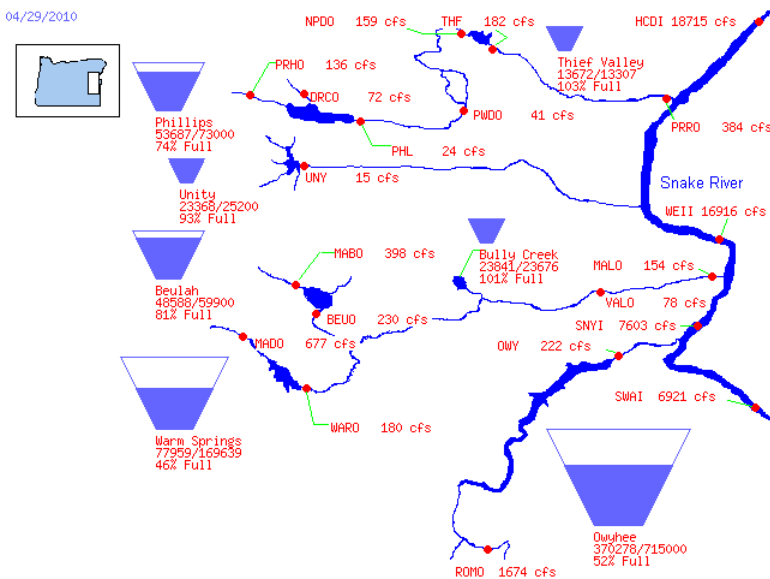 04/29/2010
NPDO 159 cfs
THF 182 cfs
HCDI 18715 cfs
Thief Valley
13672/13307
103% Full
PRHO 136 cfs
DRCO 72 cfs
Phillips
53687/73000
74% Full
PWDO 41 cfs
PRRO 384 cfs
PHL 24 cfs
UNY 15 cfs
Unity
23368/25200
93% Full
Snake River
WEII 16916 cfs
MABO 398 cfs
Bully Creek
23841/23676
101% Full
MALO 154 cfs
Beulah
48588/59900
81% Full
VALO 78 cfs
BEUO 230 cfs
SNYI 7603 cfs
MADO 677 cfs
OWY 222 cfs
SWAI 6921 cfs
WARO 180 cfs
Warm Springs
77959/169639
46% Full
Owyhee
370278/715000
52% Full
ROMO 1674 cfs